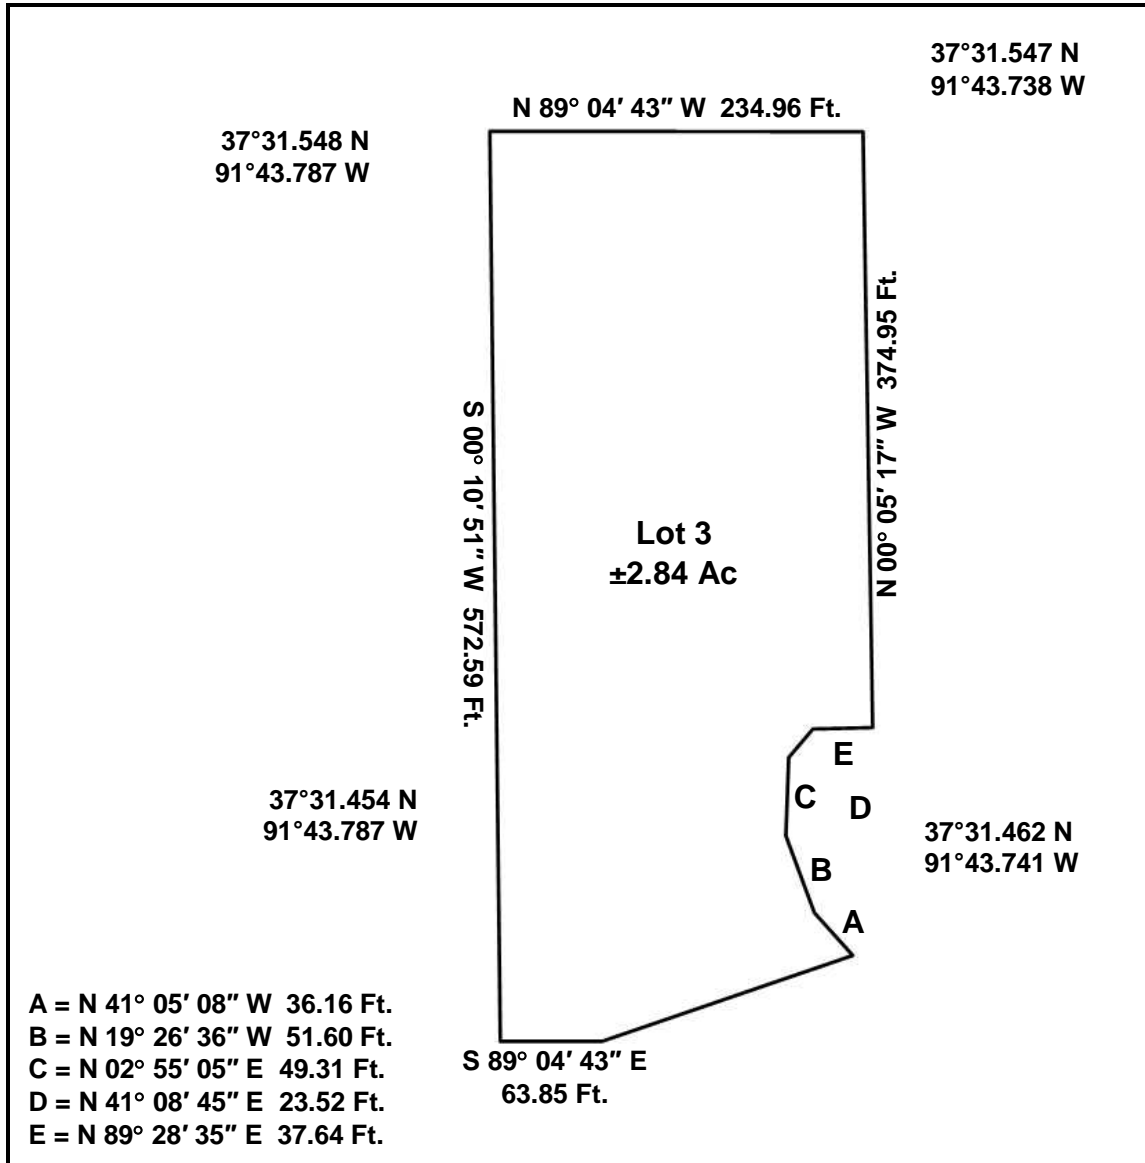 37°31.547 N
91°43.738 W
N 89° 04′ 43″ W 234.96 Ft.
37°31.548 N
91°43.787 W
N 00° 05′ 17″ W 374.95 Ft.
S 00° 10′ 51″ W 572.59 Ft.
Lot 3
±2.84 Ac
E
C
D
37°31.454 N
91°43.787 W
37°31.462 N
91°43.741 W
B
A
A = N 41° 05′ 08″ W 36.16 Ft.
B = N 19° 26′ 36″ W 51.60 Ft.
C = N 02° 55′ 05″ E 49.31 Ft.
D = N 41° 08′ 45″ E 23.52 Ft.
E = N 89° 28′ 35″ E 37.64 Ft.
S 89° 04′ 43″ E
63.85 Ft.